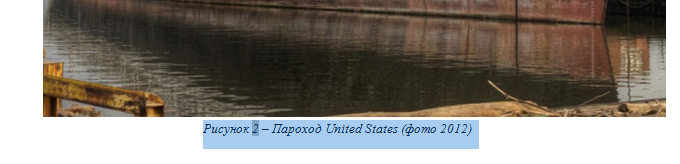 Рисунок 2 – Пароход United States (фото 2012)